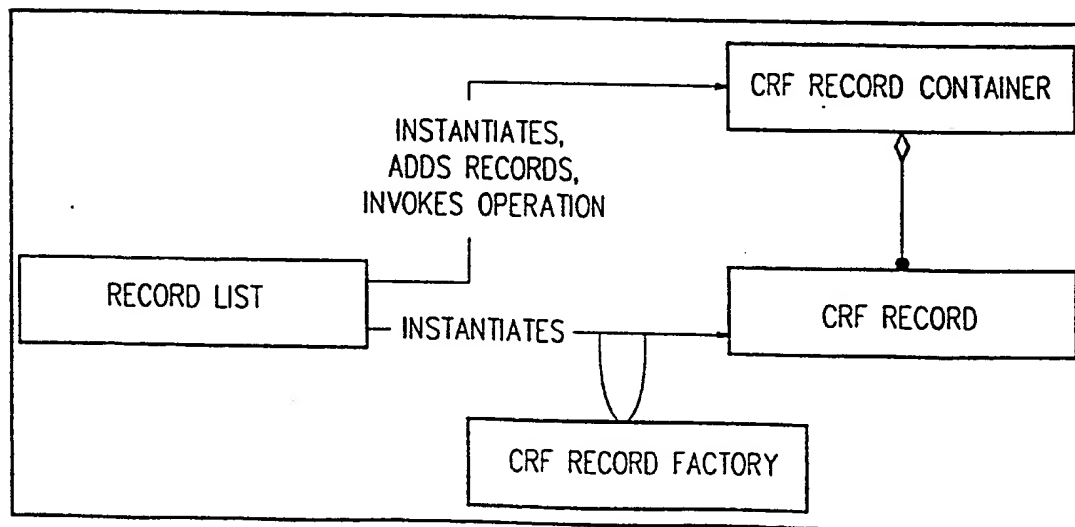 CRF RECORD CONTAINER
INSTANTIATES,
ADDS RECORDS,
INVOKES OPERATION
RECORD LIST
INSTANTIATES
CRF RECORD
CRF RECORD FACTORY